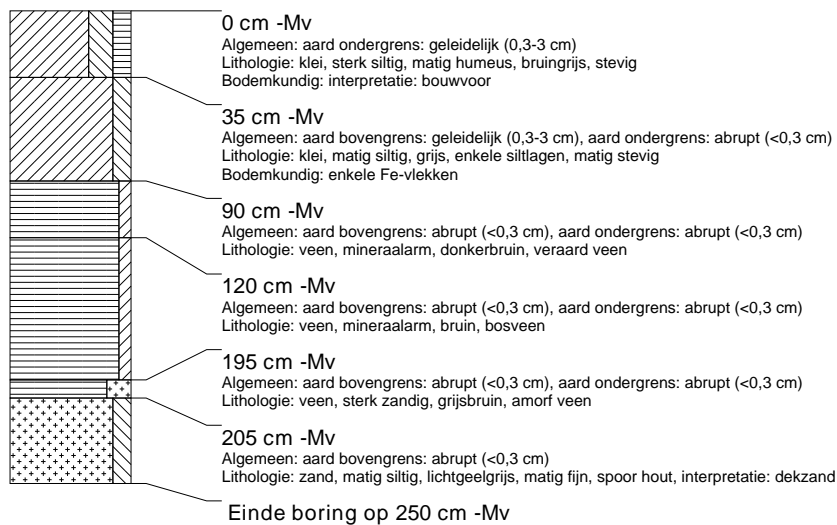 0 cm -Mv
Algemeen: aard ondergrens: geleidelijk (0,3-3 cm)
Lithologie: klei, sterk siltig, matig humeus, bruingrijs, stevig
Bodemkundig: interpretatie: bouwvoor
35 cm -Mv
Algemeen: aard bovengrens: geleidelijk (0,3-3 cm), aard ondergrens: abrupt (<0,3 cm)
Lithologie: klei, matig siltig, grijs, enkele siltlagen, matig stevig
Bodemkundig: enkele Fe-vlekken
90 cm -Mv
Algemeen: aard bovengrens: abrupt (<0,3 cm), aard ondergrens: abrupt (<0,3 cm)
Lithologie: veen, mineraalarm, donkerbruin, veraard veen
120 cm -Mv
Algemeen: aard bovengrens: abrupt (<0,3 cm), aard ondergrens: abrupt (<0,3 cm)
Lithologie: veen, mineraalarm, bruin, bosveen
195 cm -Mv
Algemeen: aard bovengrens: abrupt (<0,3 cm), aard ondergrens: abrupt (<0,3 cm)
Lithologie: veen, sterk zandig, grijsbruin, amorf veen
205 cm -Mv
Algemeen: aard bovengrens: abrupt (<0,3 cm)
Lithologie: zand, matig siltig, lichtgeelgrijs, matig fijn, spoor hout, interpretatie: dekzand
Einde boring op 250 cm -Mv